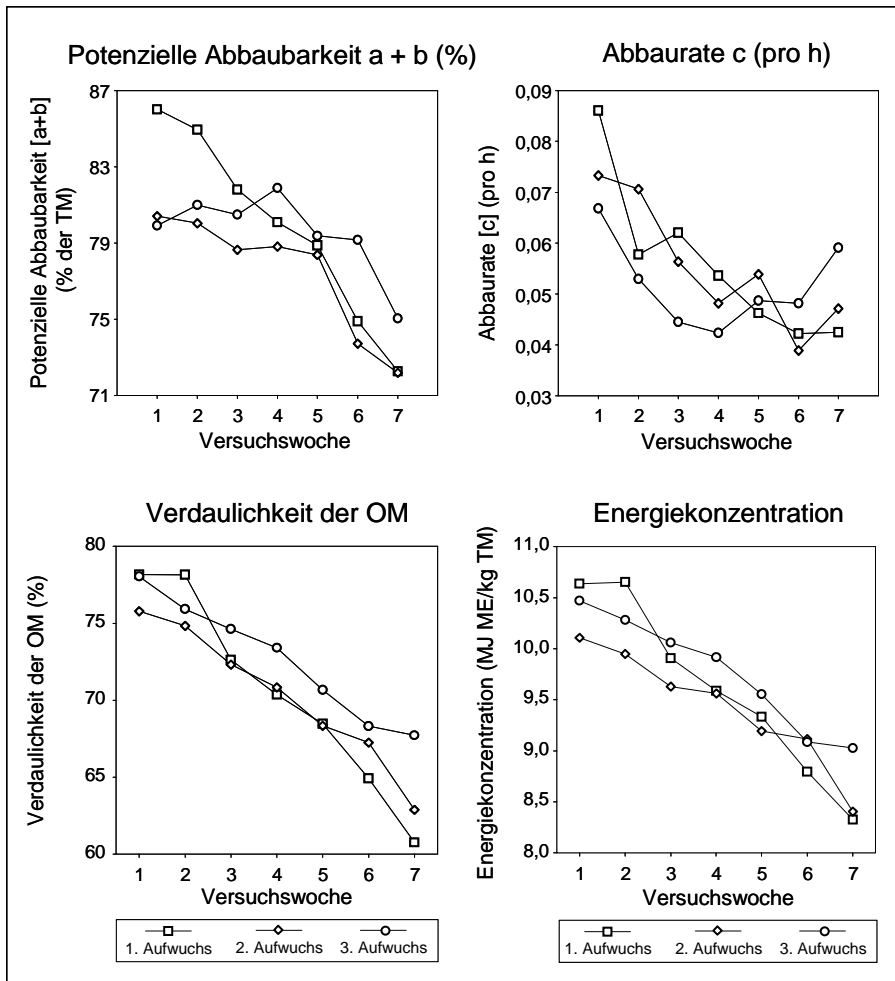 Potenzielle Abbaubarkeit a + b (%)
Potenzielle Abbaubarkeit [a+b]
(% der TM)
87
83
79
75
71
1 2 3 4 5 6 7
Versuchswoche
Abbaurate c (pro h)
Abbaurate [c] (pro h)
0,09
0,08
0,07
0,06
0,05
0,04
0,03
1 2 3 4 5 6 7
Versuchswoche
Verdaulichkeit der OM
Verdaulichkeit der OM (%)
80
75
70
65
60
1 2 3 4 5 6 7
Versuchswoche
1. Aufwuchs 2. Aufwuchs 3. Aufwuchs
Energiekonzentration
Energiekonzentration (MJ ME/kg TM)
11,0
10,5
10,0
9,5
9,0
8,5
8,0
1 2 3 4 5 6 7
Versuchswoche
1. Aufwuchs 2. Aufwuchs 3. Aufwuchs